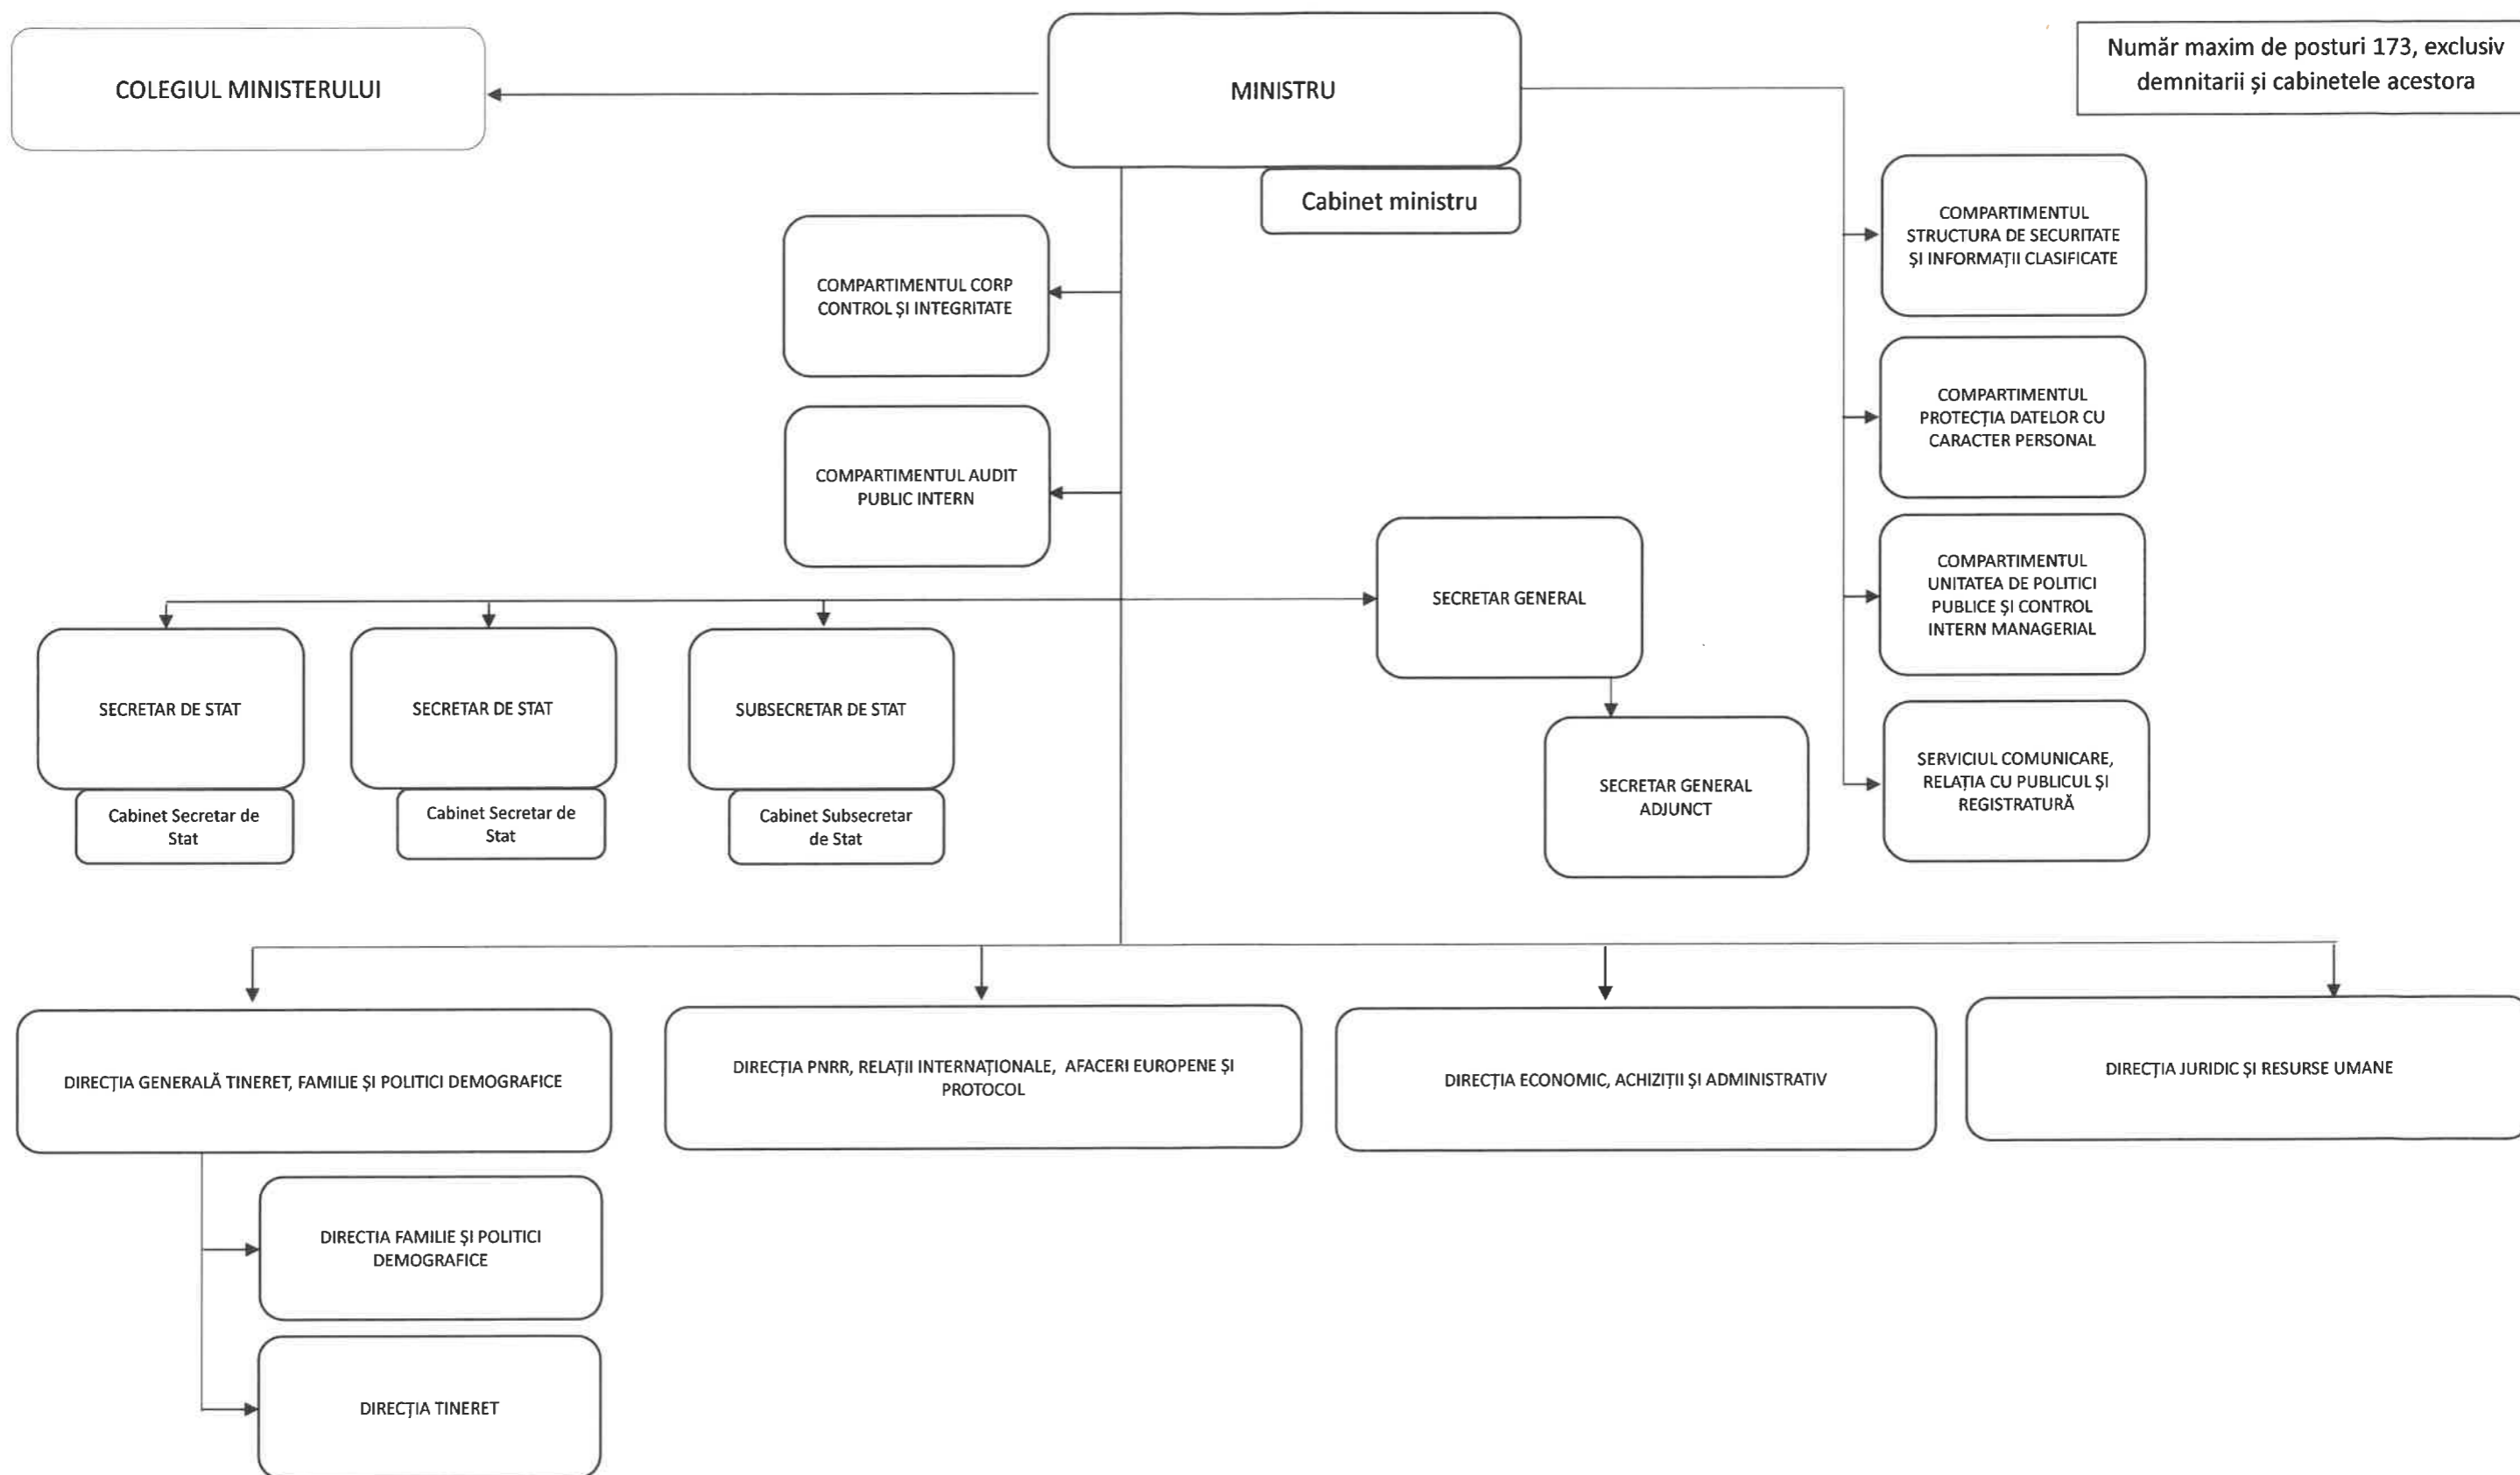 COLEGIUL MINISTERULUI
MINISTRU
Număr maxim de posturi 173, exclusiv
demnitarii și cabinetele acestora
Cabinet ministru
COMPARTIMENTUL
STRUCTURA DE SECURITATE
ȘI INFORMAȚII CLASIFICATE
COMPARTIMENTUL CORP
CONTROL ȘI INTEGRITATE
COMPARTIMENTUL
PROTECȚIA DATELOR CU
CARACTER PERSONAL
COMPARTIMENTUL AUDIT
PUBLIC INTERN
COMPARTIMENTUL
UNITATEA DE POLITICI
PUBLICE ȘI CONTROL
INTERN MANAGERIAL
SECRETAR GENERAL
SECRETAR DE STAT
SECRETAR DE STAT
SUBSECRETAR DE STAT
SECRETAR GENERAL
ADJUNCT
SERVICIUL COMUNICARE,
RELAȚIA CU PUBLICUL ȘI
REGISTRATURĂ
Cabinet Secretar de
Stat
Cabinet Secretar de
Stat
Cabinet Subsecretar
de Stat
DIRECȚIA GENERALĂ TINERET, FAMILIE ȘI POLITICI DEMOGRAFICE
DIRECȚIA PNRR, RELAȚII INTERNAȚIONALE, AFACERI EUROPENE ȘI
PROTOCOL
DIRECȚIA ECONOMIC, ACHIZIȚII ȘI ADMINISTRATIV
DIRECȚIA JURIDIC ȘI RESURSE UMANE
DIRECTIA FAMILIE ȘI POLITICI
DEMOGRAFICE
DIRECȚIA TINERET